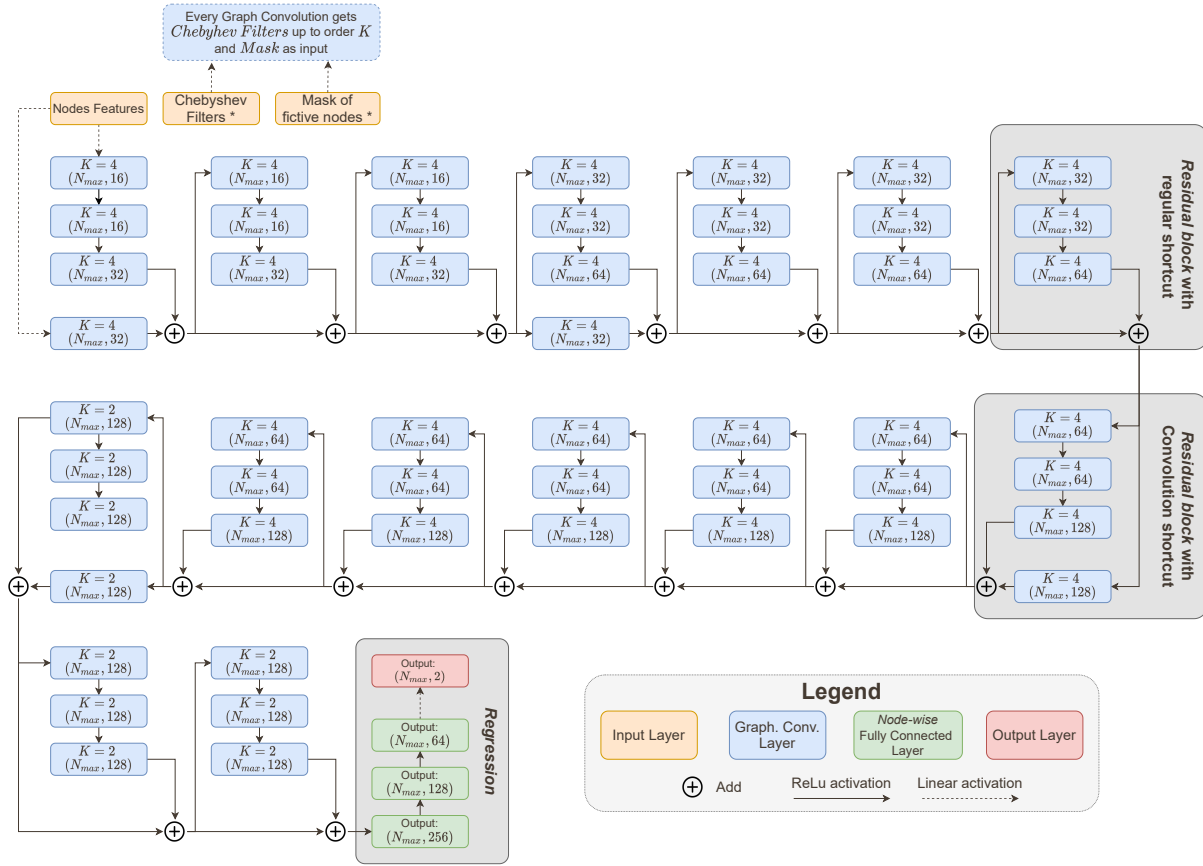 Every Graph Convolution gets
Chebyhev Filters up to order K
and Mask as input
Nodes Features
Chebyshev
Filters *
Mask of
fictive nodes *
K = 4
(N_max, 16)
K = 4
(N_max, 16)
K = 4
(N_max, 32)
K = 4
(N_max, 32)
K = 4
(N_max, 16)
K = 4
(N_max, 16)
K = 4
(N_max, 32)
K = 4
(N_max, 16)
K = 4
(N_max, 16)
K = 4
(N_max, 32)
K = 4
(N_max, 32)
K = 4
(N_max, 32)
K = 4
(N_max, 64)
K = 4
(N_max, 32)
K = 4
(N_max, 32)
K = 4
(N_max, 32)
K = 4
(N_max, 64)
K = 4
(N_max, 32)
K = 4
(N_max, 32)
K = 4
(N_max, 64)
K = 4
(N_max, 32)
K = 4
(N_max, 32)
K = 4
(N_max, 64)
Residual block with
regular shortcut
K = 4
(N_max, 64)
K = 4
(N_max, 64)
K = 4
(N_max, 128)
K = 4
(N_max, 128)
Residual block with
Convolution shortcut
K = 4
(N_max, 64)
K = 4
(N_max, 64)
K = 4
(N_max, 128)
K = 4
(N_max, 64)
K = 4
(N_max, 64)
K = 4
(N_max, 128)
K = 4
(N_max, 64)
K = 4
(N_max, 64)
K = 4
(N_max, 128)
K = 4
(N_max, 64)
K = 4
(N_max, 64)
K = 4
(N_max, 128)
K = 4
(N_max, 64)
K = 4
(N_max, 64)
K = 4
(N_max, 128)
K = 2
(N_max, 128)
K = 2
(N_max, 128)
K = 2
(N_max, 128)
K = 2
(N_max, 128)
K = 2
(N_max, 128)
K = 2
(N_max, 128)
K = 2
(N_max, 128)
K = 2
(N_max, 128)
K = 2
(N_max, 128)
K = 2
(N_max, 128)
Output:
(N_max, 2)
Output:
(N_max, 64)
Output:
(N_max, 128)
Output:
(N_max, 256)
Regression
Legend
Input Layer
Graph. Conv.
Layer
Node-wise
Fully Connected
Layer
Output Layer
Add
ReLu activation
Linear activation